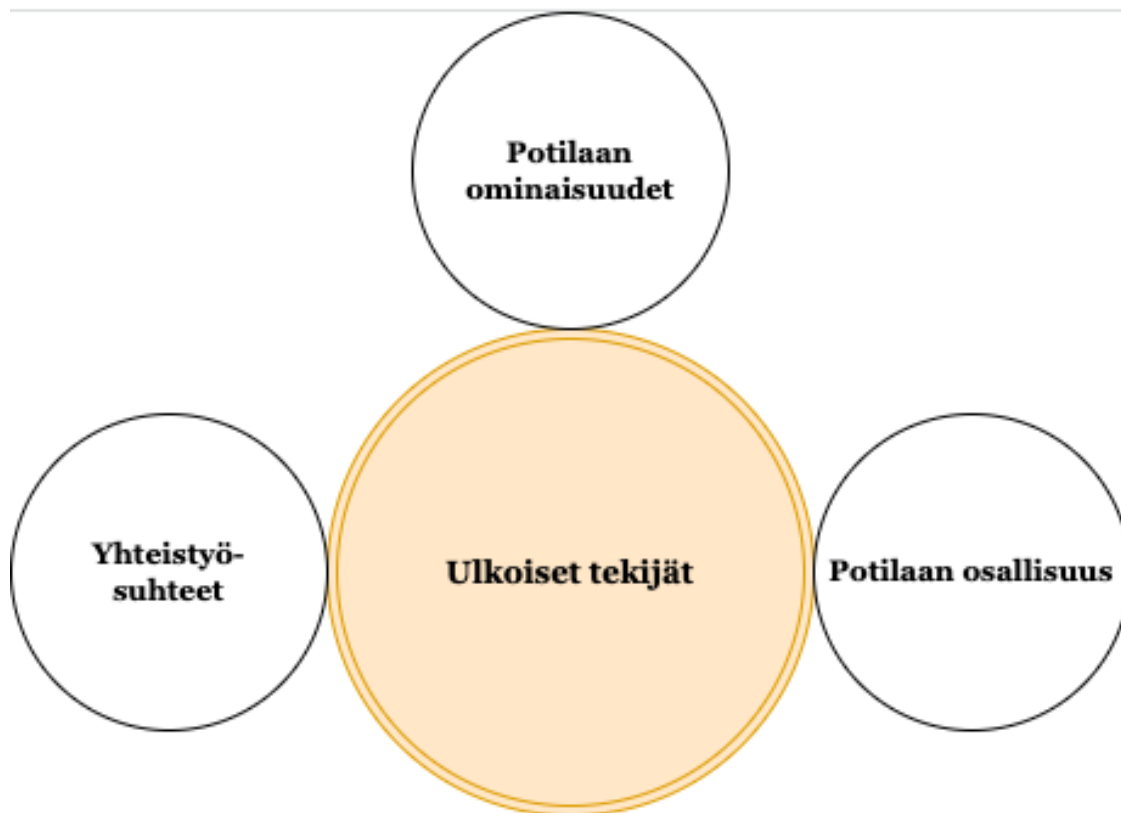 Potilaan
ominaisuudet
Yhteistyö-
suhteet
Ulkoiset tekijät
Potilaan osallisuus